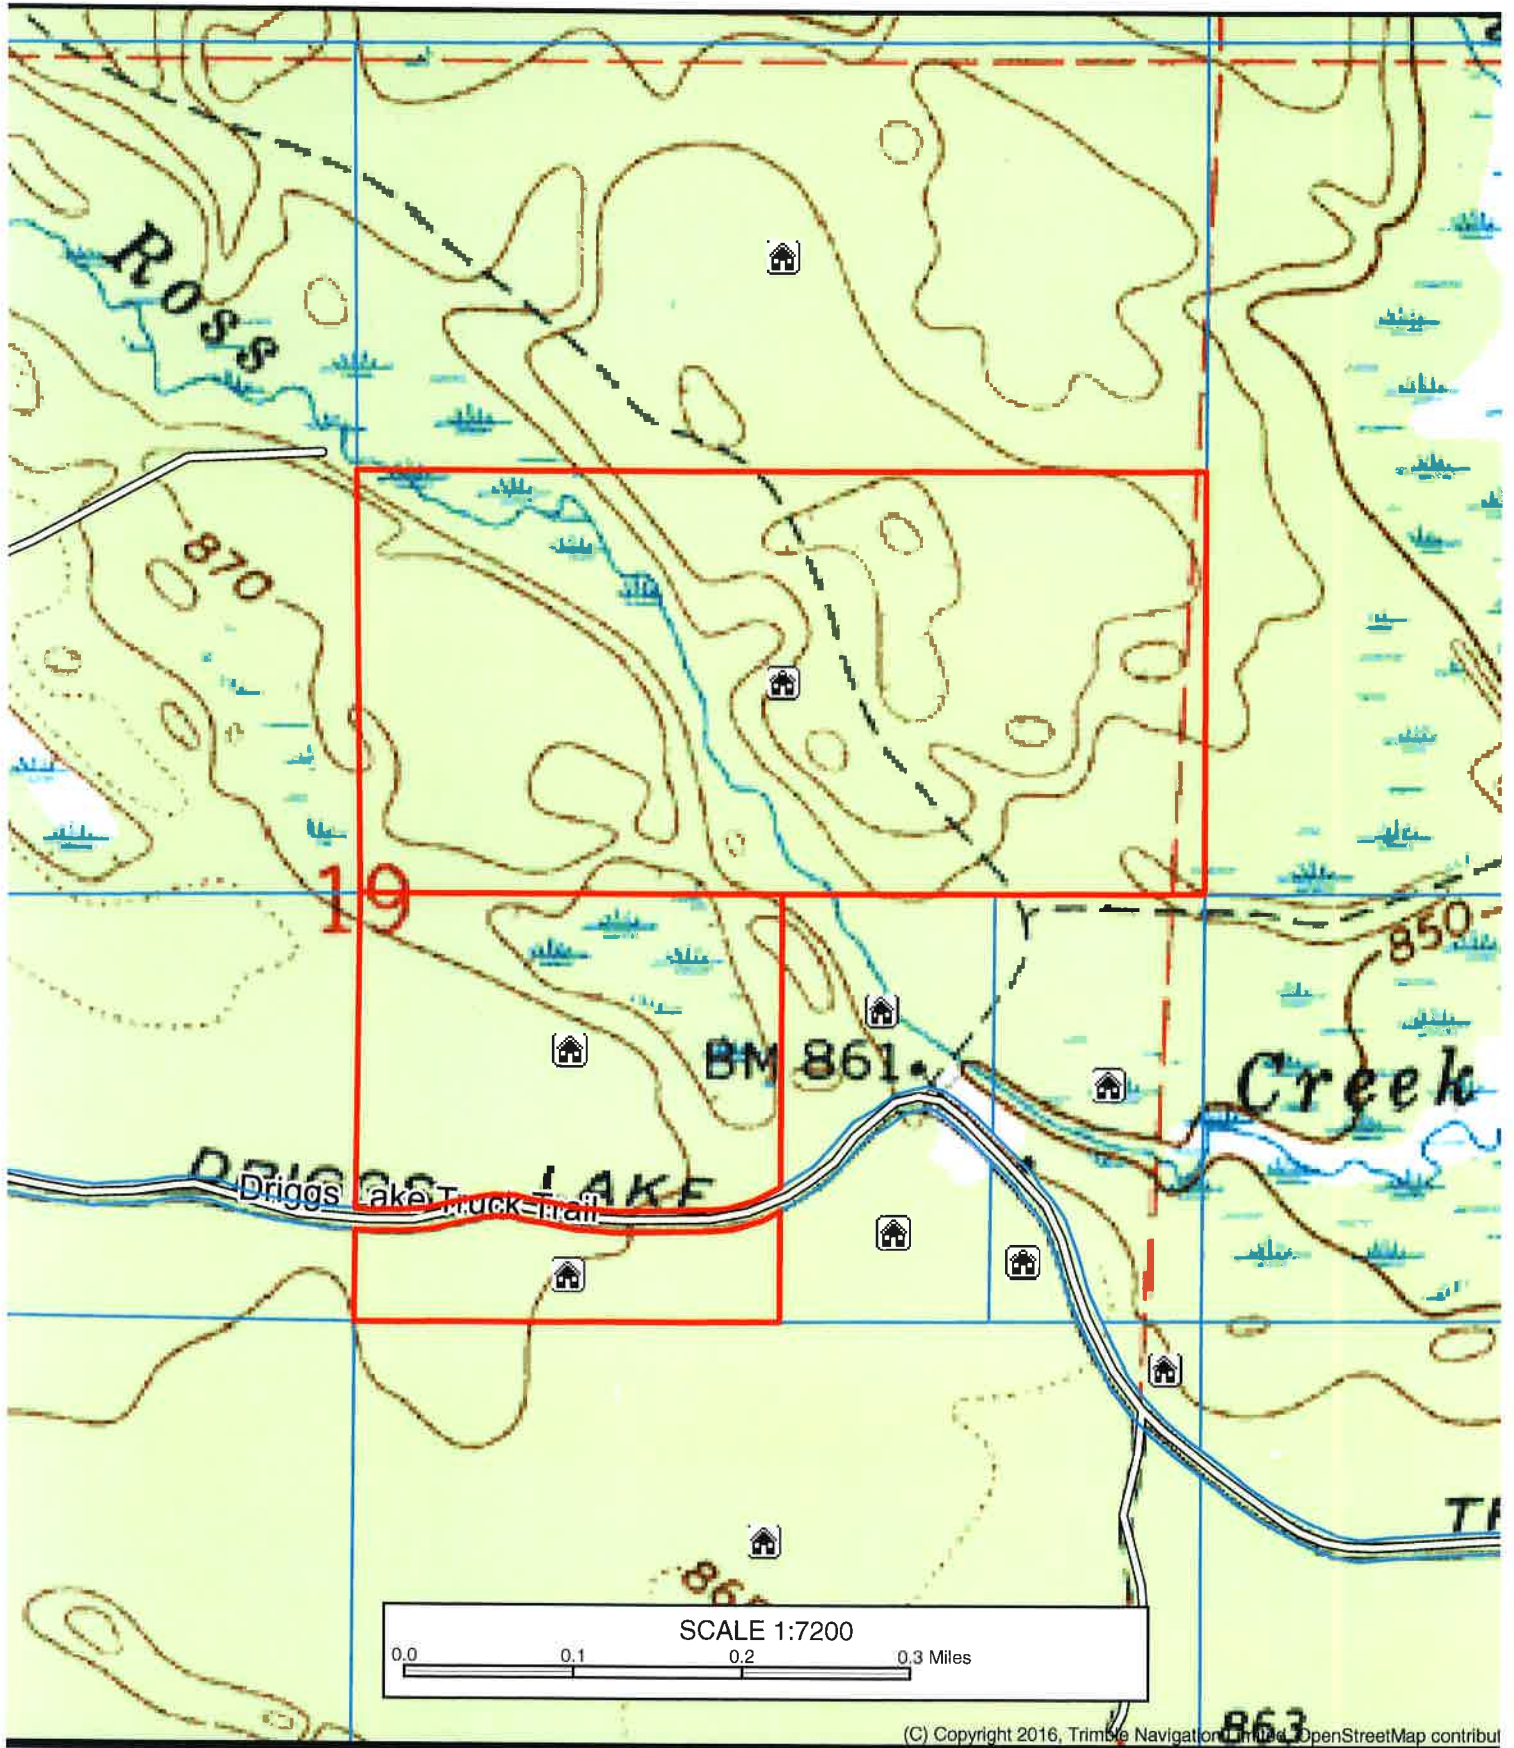 Ross
870
19
850
BM 861
Creek
DRIGGS LAKE
Driggs Lake Truck Trail
SCALE 1:7200
0.0 0.1 0.2 0.3 Miles
863
(C) Copyright 2016, Trimble Navigation Limited, OpenStreetMap